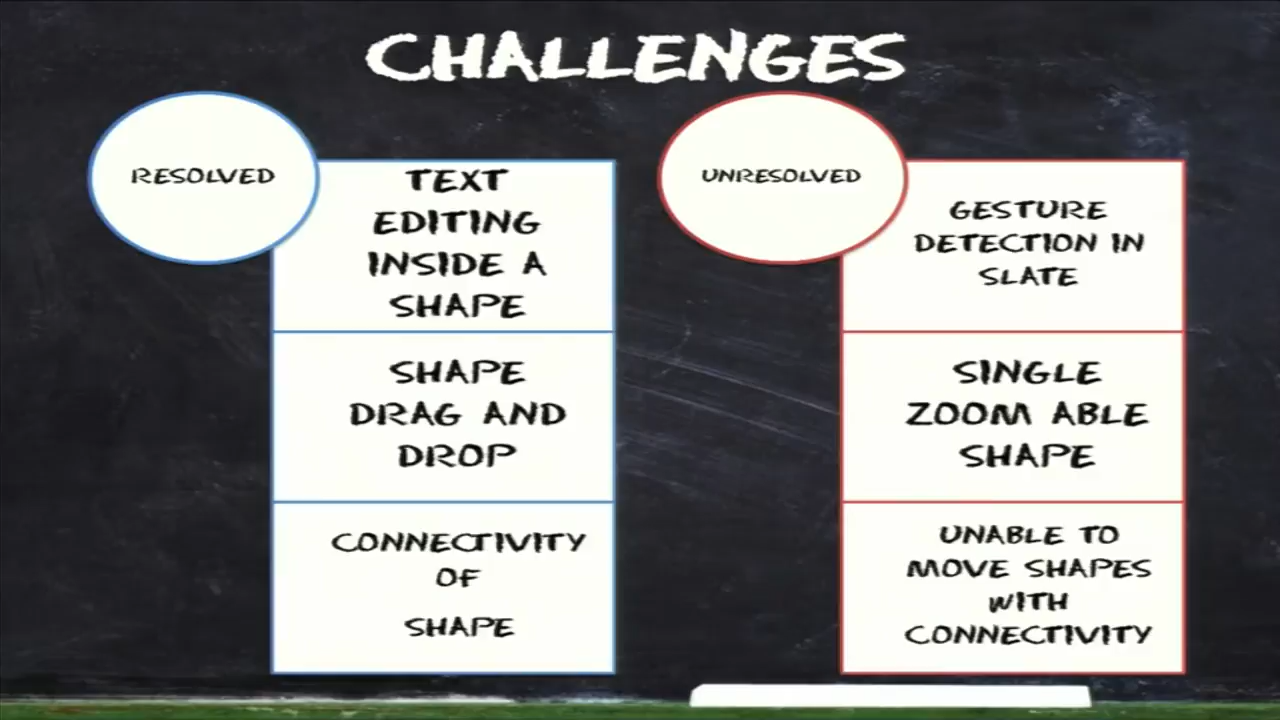 CHALLENGES
RESOLVED
TEXT
EDITING
INSIDE A
SHAPE
SHAPE
DRAG AND
DROP
CONNECTIVITY
OF
SHAPE
UNRESOLVED
GESTURE
DETECTION IN
SLATE
SINGLE
ZOOM ABLE
SHAPE
UNABLE TO
MOVE SHAPES
WITH
CONNECTIVITY